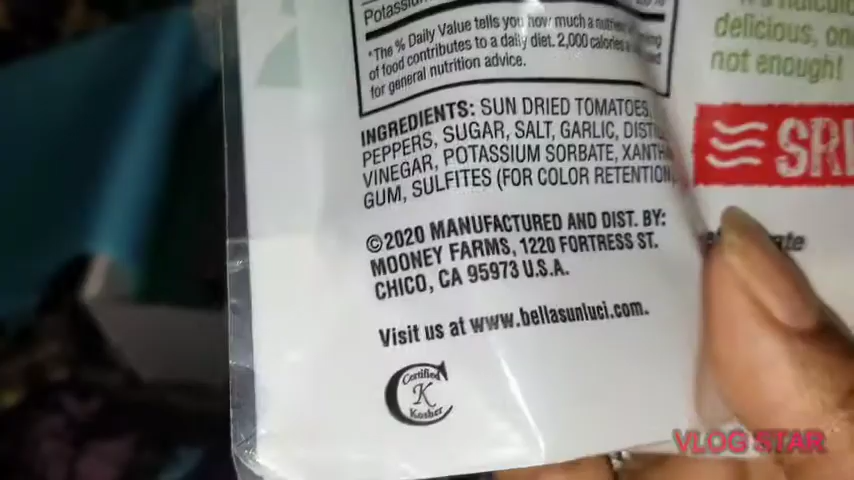 Potassium
*The % Daily Value tells you how much a nutrient
of food contributes to a daily diet. 2,000 calories a
for general nutrition advice.
INGREDIENTS: SUN DRIED TOMATOES,
PEPPERS, SUGAR, SALT, GARLIC, DISTIL
VINEGAR, POTASSIUM SORBATE, XANTHA
GUM, SULFITES (FOR COLOR RETENTION
©2020 MANUFACTURED AND DIST. BY:
MOONEY FARMS, 1220 FORTRESS ST.
CHICO, CA 95973 U.S.A.
Visit us at www.bellasunluci.com.
Certified
K
Kosher
delicious, on
not enough!
SRI
VLOG STAR